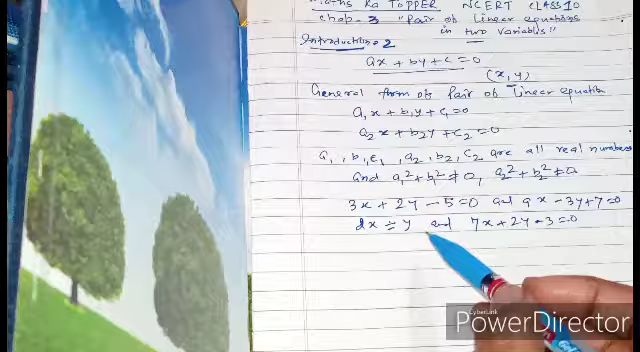 Maths Ka TOPPER NCERT CLASS 10
chap-3 "Pair of Linear equations
in two variables"
Introduction:-
ax + by + c = 0
(x, y)
General form of Pair of Linear equation
a₁x + b₁y + c₁ = 0
a₂x + b₂y + c₂ = 0
a₁, b₁, c₁, a₂, b₂, c₂ are all real numbers
and a₁² + b₁² ≠ 0, a₂² + b₂² ≠ 0
3x + 2y - 5 = 0 and 9x - 3y + 7 = 0
2x = y and 7x + 2y + 3 = 0
CyberLink
PowerDirector